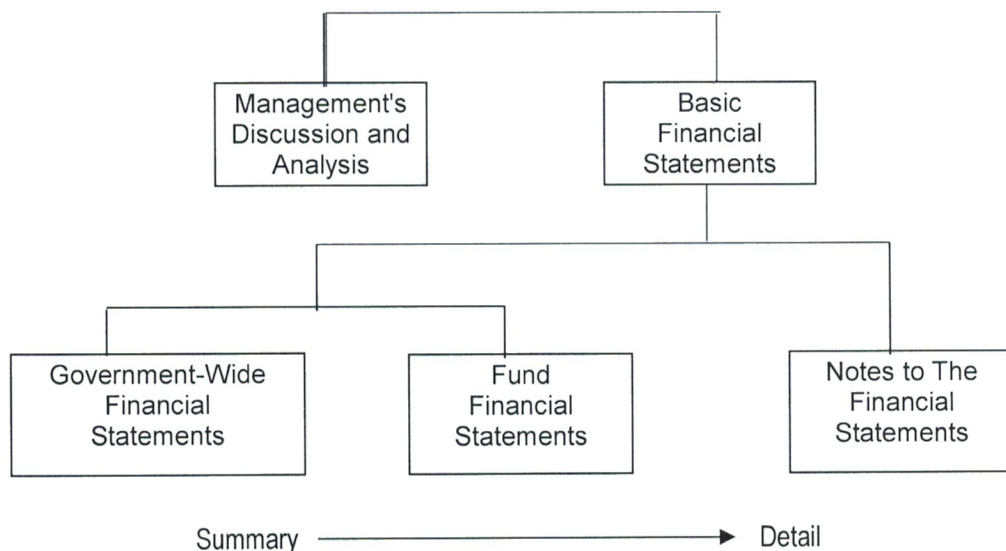 Management's
Discussion and
Analysis
Basic
Financial
Statements
Government-Wide
Financial
Statements
Fund
Financial
Statements
Notes to The
Financial
Statements
Summary
Detail